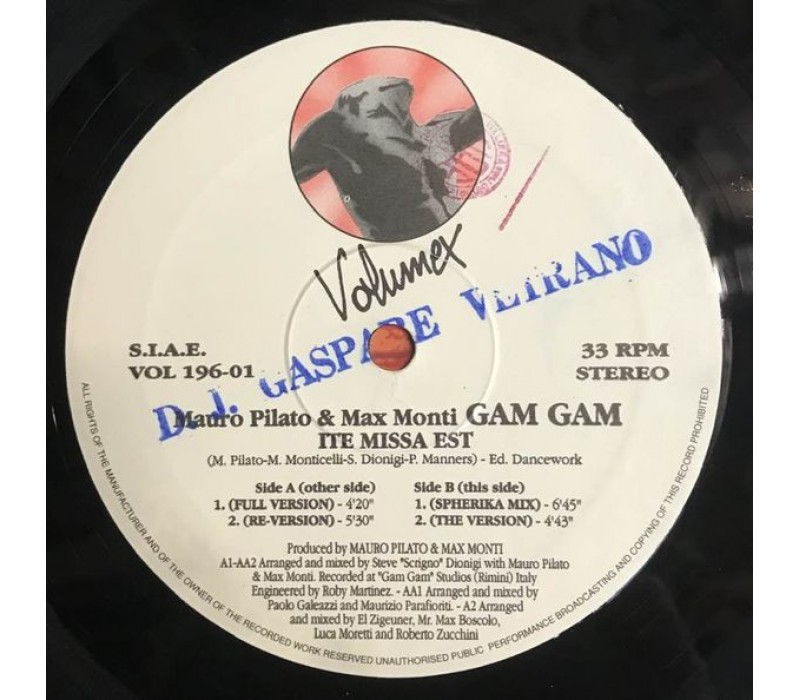 Volumex
D.J. GASPARE VETRANO
S.I.A.E.
VOL 196-01
33 RPM
STEREO
Mauro Pilato & Max Monti GAM GAM
ITE MISSA EST
(M. Pilato-M. Monticelli-S. Dionigi-P. Manners) - Ed. Dancework
Side A (other side)
1. (FULL VERSION) - 4'20"
2. (RE-VERSION) - 5'30"
Side B (this side)
1. (SPHERIKA MIX) - 6'45"
2. (THE VERSION) - 4'43"
Produced by MAURO PILATO & MAX MONTI
A1-AA2 Arranged and mixed by Steve "Scrigno" Dionigi with Mauro Pilato
& Max Monti. Recorded at "Gam Gam" Studios (Rimini) Italy
Engineered by Roby Martinez. - AA1 Arranged and mixed by
Paolo Galeazzi and Maurizio Parafioriti. - A2 Arranged
and mixed by El Zigeuner, Mr. Max Boscolo,
Luca Moretti and Roberto Zucchini
ALL RIGHTS OF THE MANUFACTURER AND OF THE OWNER OF THE RECORDED WORK RESERVED UNAUTHORISED PUBLIC PERFORMANCE BROADCASTING AND COPYING OF THIS RECORD PROHIBITED